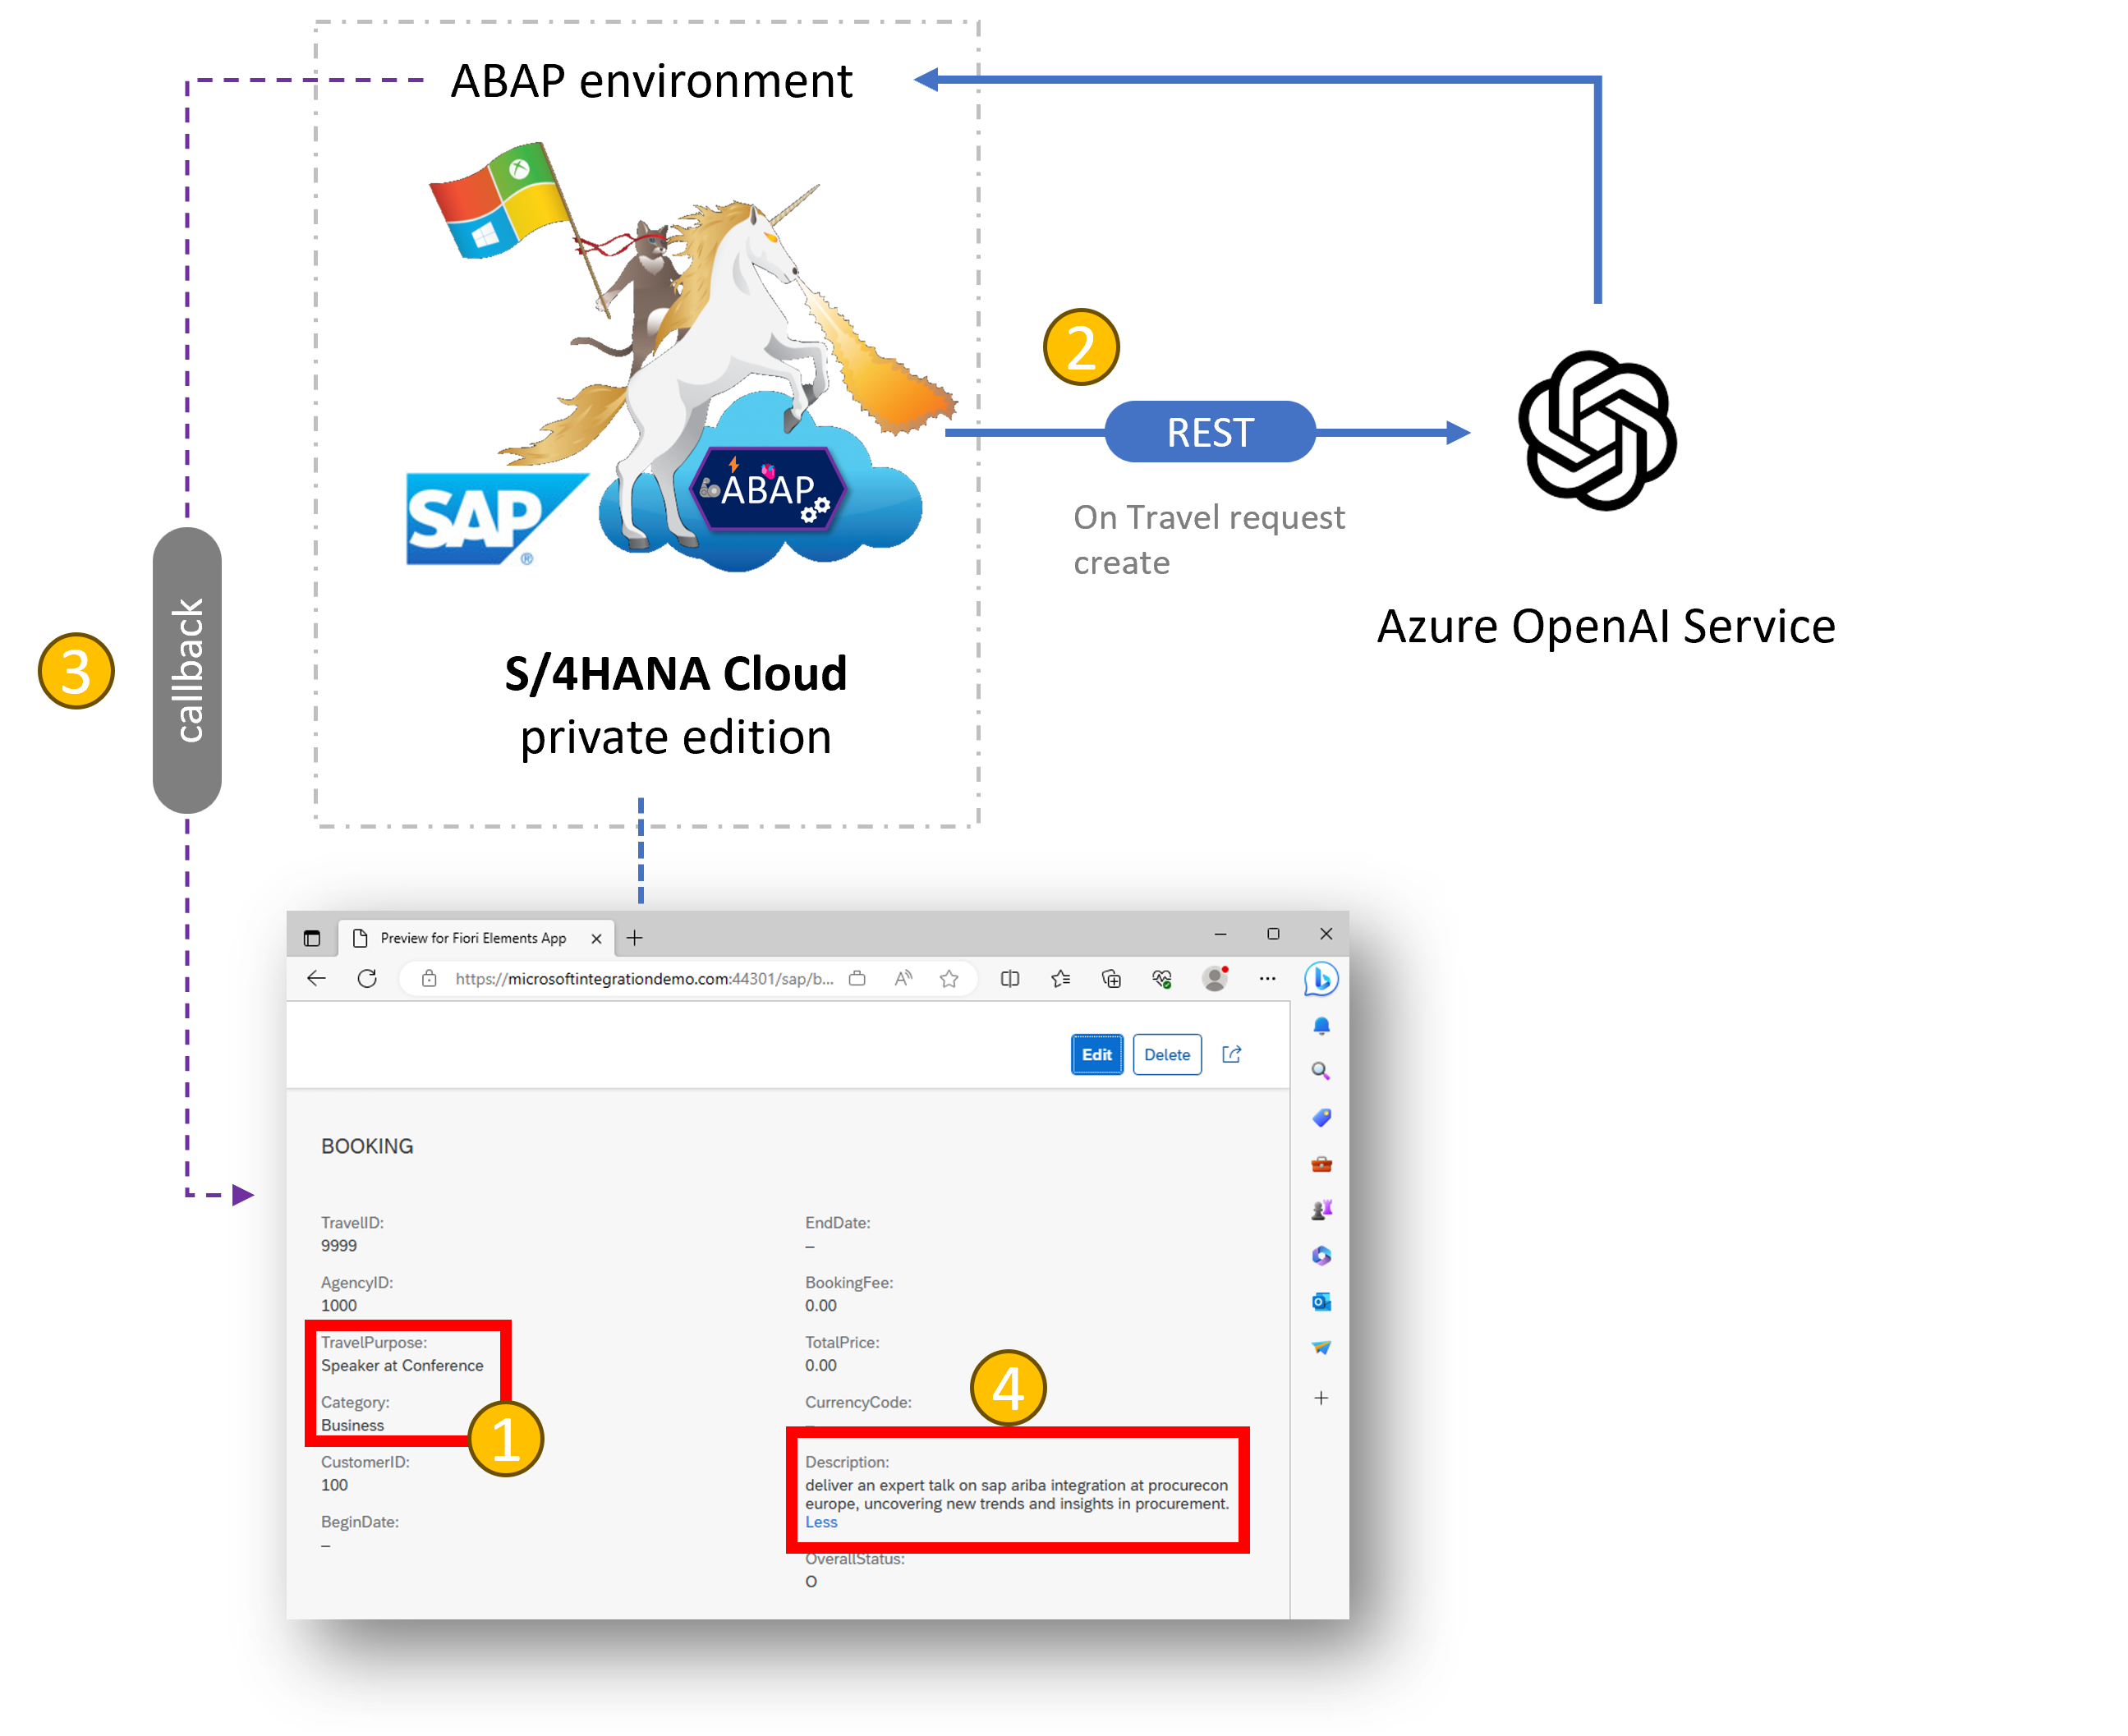 ABAP environment
SAP
®
ABAP
S/4HANA Cloud
private edition
2
REST
On Travel request
create
Azure OpenAI Service
3
callback
Preview for Fiori Elements App
https://microsoftintegrationdemo.com:44301/sap/b...
Edit
Delete
BOOKING
TravelID:
9999
AgencyID:
1000
TravelPurpose:
Speaker at Conference
Category:
Business
1
CustomerID:
100
BeginDate:
–
EndDate:
–
BookingFee:
0.00
TotalPrice:
0.00
4
CurrencyCode:
–
Description:
deliver an expert talk on sap ariba integration at procurecon
europe, uncovering new trends and insights in procurement.
Less
OverallStatus:
O